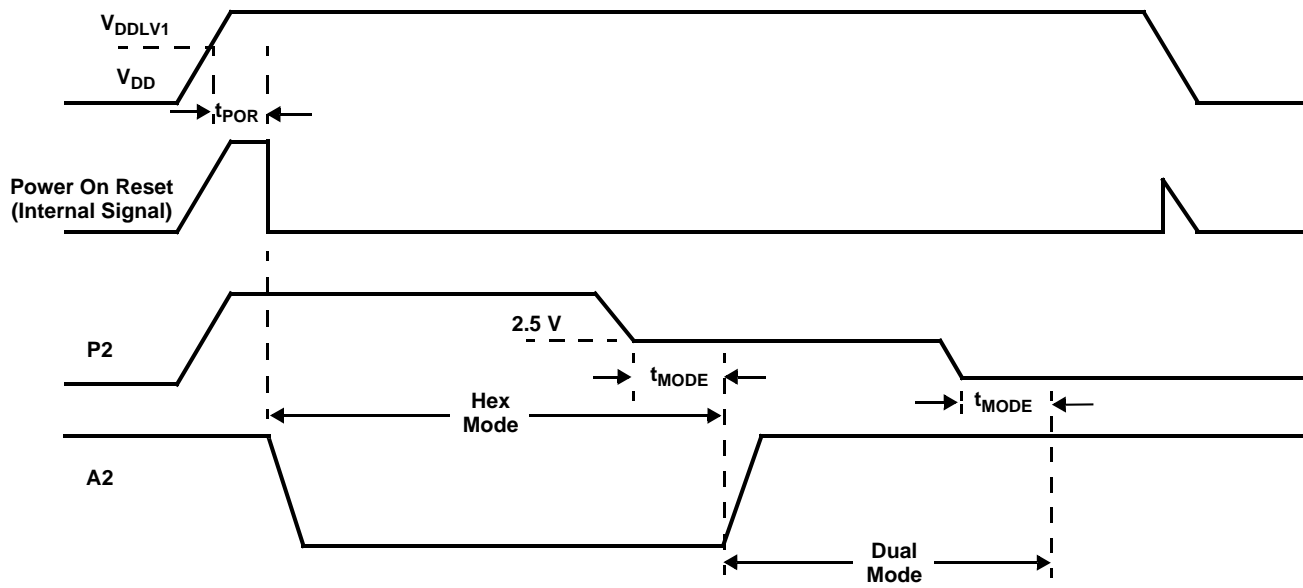 VDDLV1
VDD
tPOR
Power On Reset
(Internal Signal)
2.5 V
P2
tMODE
tMODE
Hex
Mode
A2
Dual
Mode